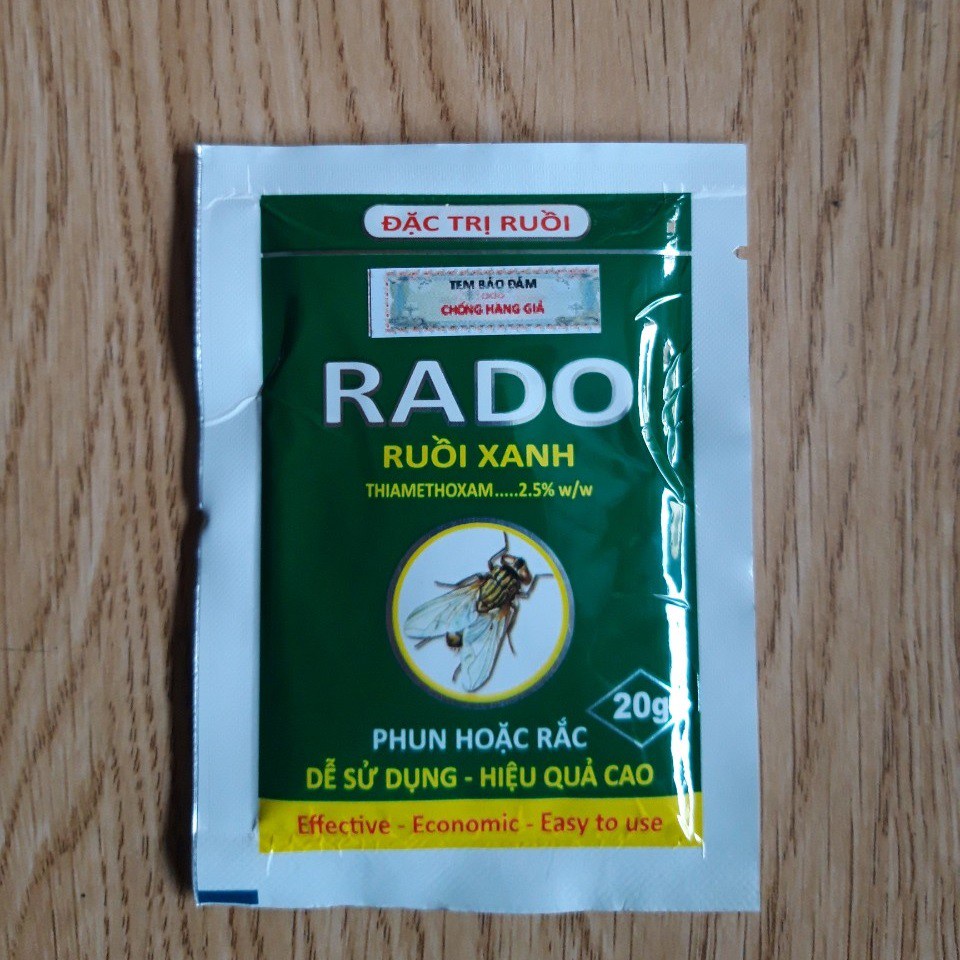 ĐẶC TRỊ RUỒI
TEM BẢO ĐẢM
CHỐNG HÀNG GIẢ
RADO
RUỒI XANH
THIAMETHOXAM.....2.5% w/w
20g
PHUN HOẶC RẮC
DỄ SỬ DỤNG - HIỆU QUẢ CAO
Effective - Economic - Easy to use